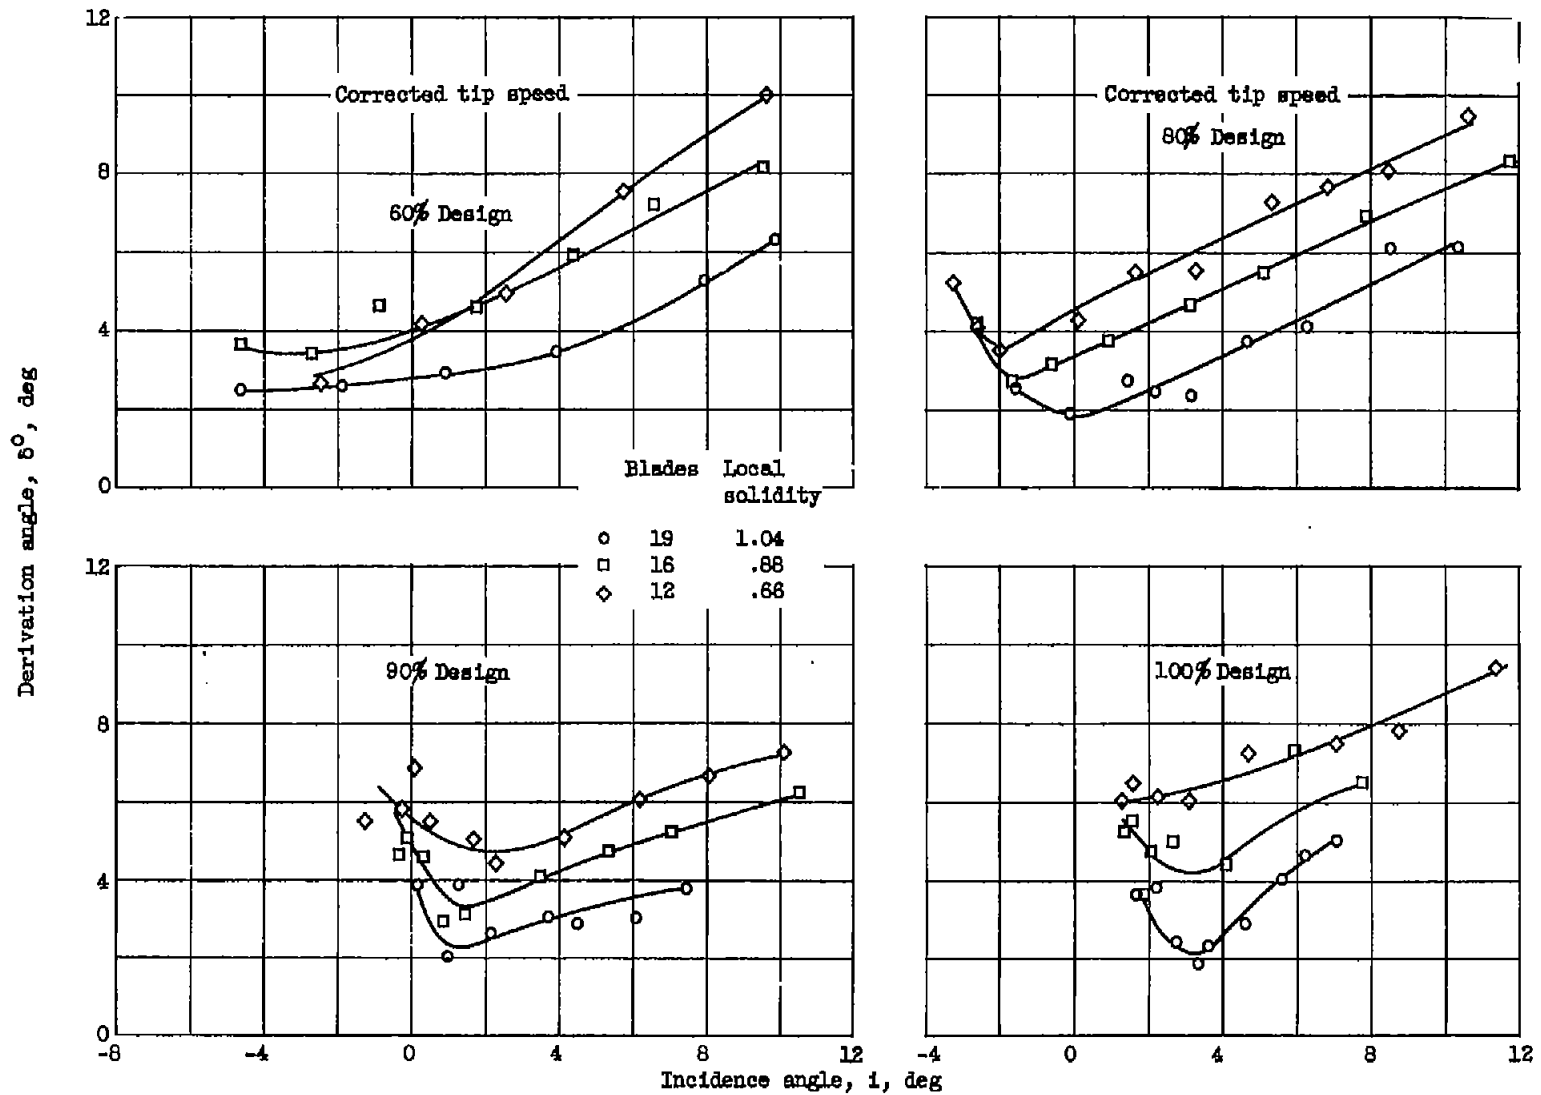 12
8
4
0
Corrected tip speed
60% Design
Corrected tip speed
80% Design
Derivation angle, δ°, deg
Blades Local
solidity
19 1.04
16 .88
12 .66
12
8
4
0
90% Design
100% Design
-8 -4 0 4 8 12
-4 0 4 8 12
Incidence angle, i, deg